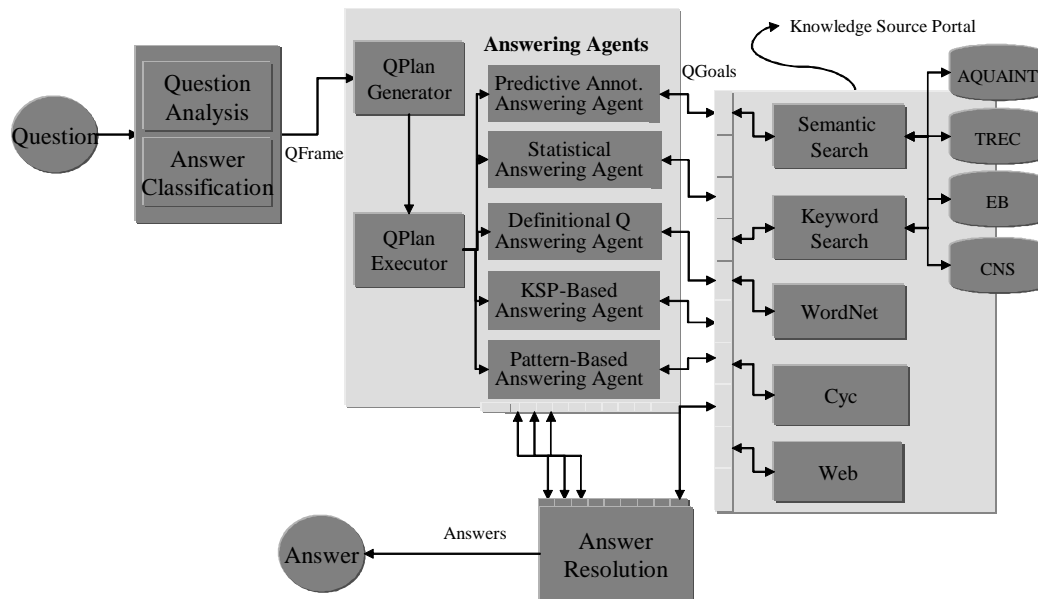 Knowledge Source Portal
Answering Agents
QGoals
Question
Question
Analysis
Answer
Classification
QFrame
QPlan
Generator
QPlan
Executor
Predictive Annot.
Answering Agent
Statistical
Answering Agent
Definitional Q
Answering Agent
KSP-Based
Answering Agent
Pattern-Based
Answering Agent
Semantic
Search
Keyword
Search
WordNet
Cyc
Web
AQUAINT
TREC
EB
CNS
Answers
Answer
Answer
Resolution